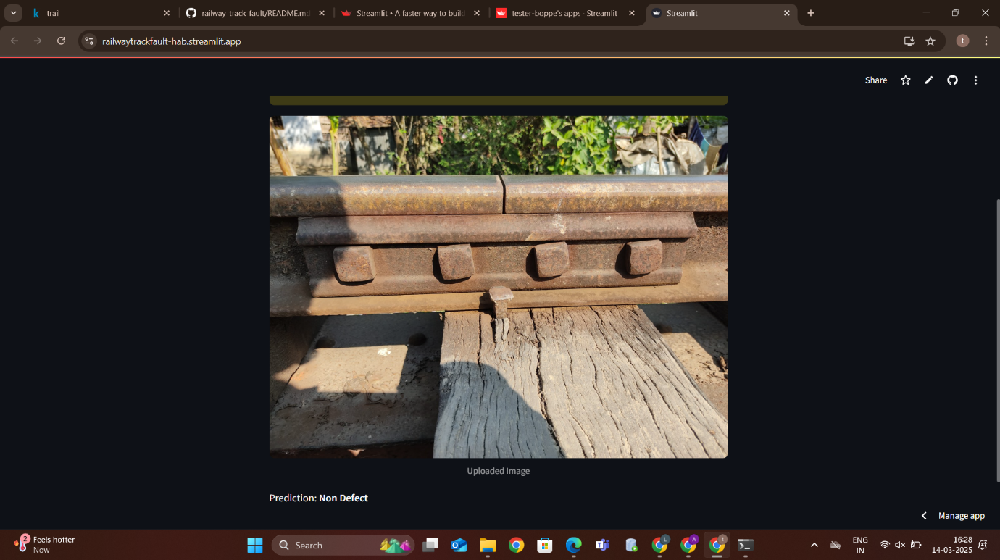 trail
railway_track_fault/README.md
Streamlit • A faster way to build
tester-boppe's apps · Streamlit
Streamlit
railwaytrackfault-hab.streamlit.app
t
Share
Uploaded Image
Prediction: Non Defect
Manage app
2
Feels hotter
Now
Search
L
A
t
ENG
IN
16:28
14-03-2025